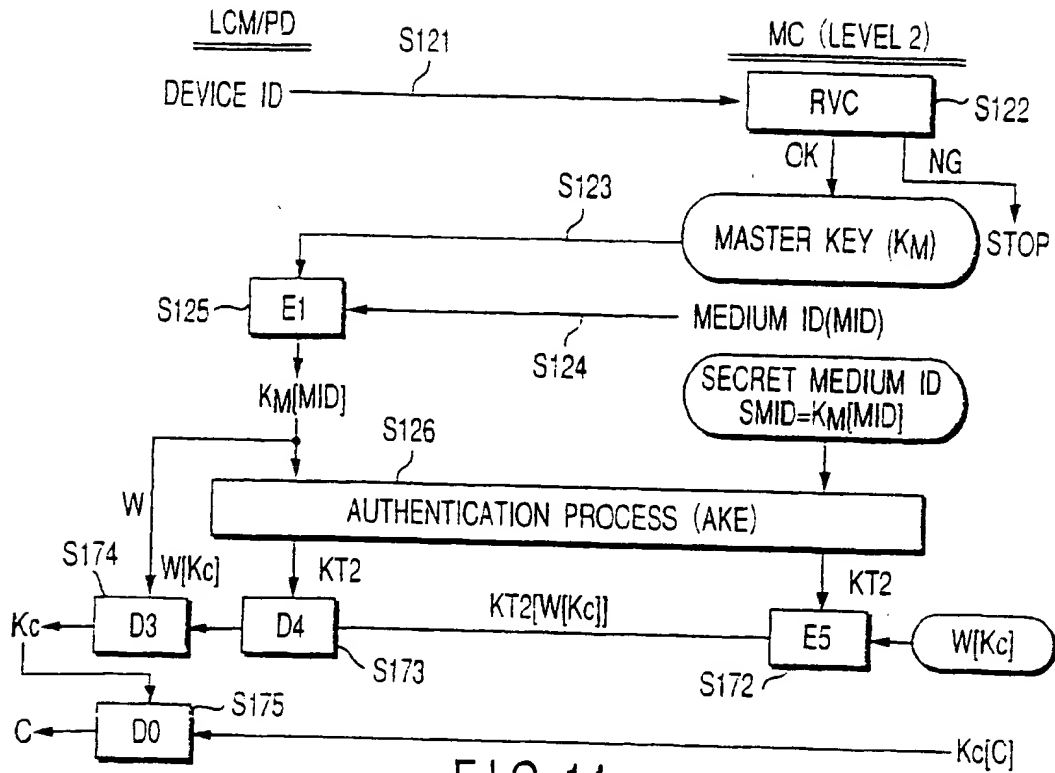 LCM/PD
S121
MC (LEVEL 2)
DEVICE ID
RVC
S122
OK
NG
S123
MASTER KEY (KM)
STOP
S125
E1
MEDIUM ID(MID)
S124
KM[MID]
SECRET MEDIUM ID
SMID=KM[MID]
S126
W
AUTHENTICATION PROCESS (AKE)
S174
W[Kc]
KT2
KT2
KT2[W[Kc]]
Kc
D3
D4
E5
W[Kc]
S173
S172
S175
C
D0
Kc[C]
FIG. 14